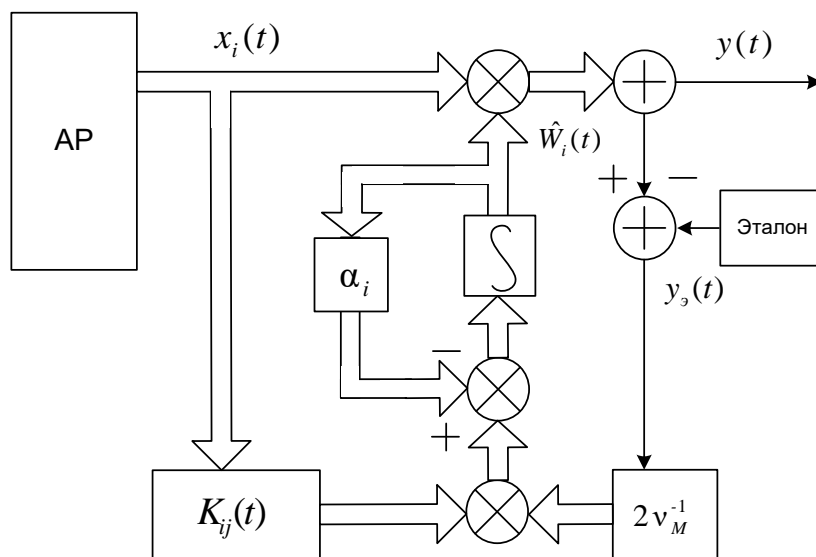 x_i(t)
y(t)
АР
Ŵ_i(t)
+ −
Эталон
α_i
y_э(t)
−
+
K_ij(t)
2ν_M^-1